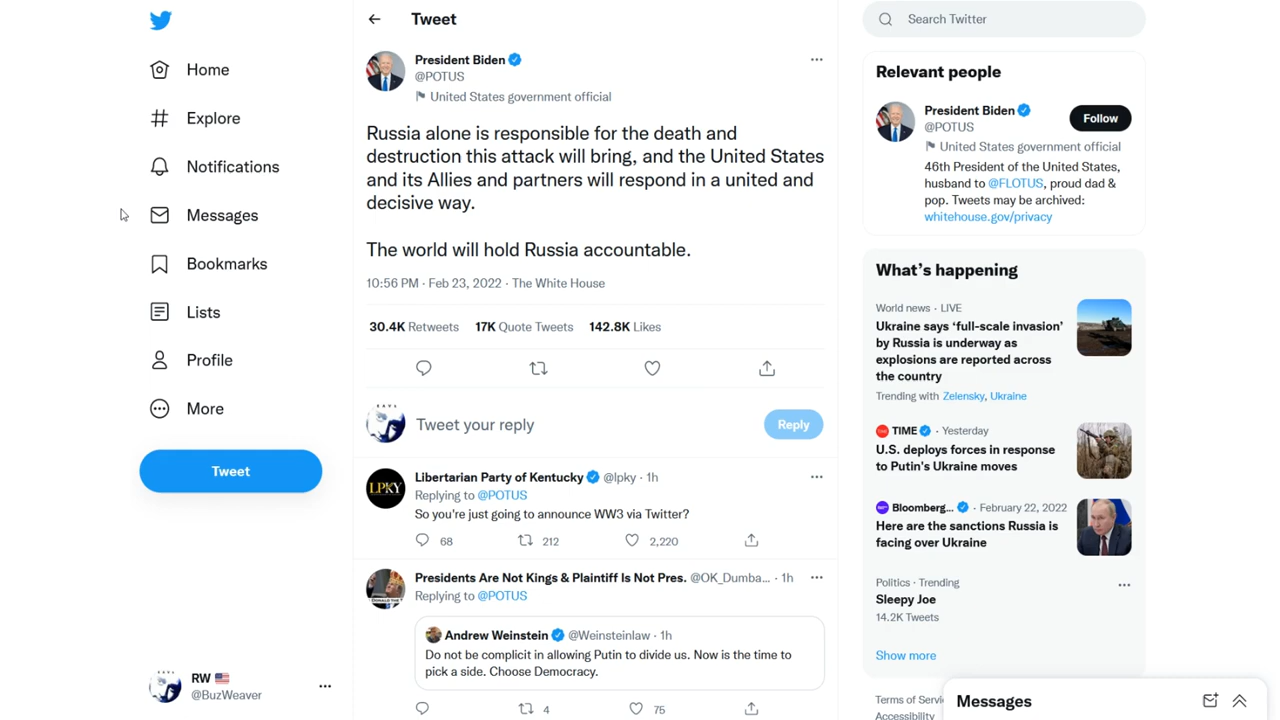 Home
Explore
Notifications
Messages
Bookmarks
Lists
Profile
More
Tweet
RW
@BuzWeaver
Tweet
President Biden
@POTUS
United States government official
Russia alone is responsible for the death and
destruction this attack will bring, and the United States
and its Allies and partners will respond in a united and
decisive way.
The world will hold Russia accountable.
10:56 PM · Feb 23, 2022 · The White House
30.4K Retweets 17K Quote Tweets 142.8K Likes
Tweet your reply
Reply
LPKY
Libertarian Party of Kentucky @lpky · 1h
Replying to @POTUS
So you're just going to announce WW3 via Twitter?
68 212 2,220
Presidents Are Not Kings & Plaintiff Is Not Pres. @OK_Dumba... · 1h
Replying to @POTUS
Andrew Weinstein @Weinsteinlaw · 1h
Do not be complicit in allowing Putin to divide us. Now is the time to
pick a side. Choose Democracy.
4 75
Search Twitter
Relevant people
President Biden
@POTUS
Follow
United States government official
46th President of the United States,
husband to @FLOTUS, proud dad &
pop. Tweets may be archived:
whitehouse.gov/privacy
What's happening
World news · LIVE
Ukraine says 'full-scale invasion'
by Russia is underway as
explosions are reported across
the country
Trending with Zelensky, Ukraine
TIME · Yesterday
U.S. deploys forces in response
to Putin's Ukraine moves
Bloomberg... · February 22, 2022
Here are the sanctions Russia is
facing over Ukraine
Politics · Trending
Sleepy Joe
14.2K Tweets
Show more
Terms of Servi
Accessibility
Messages